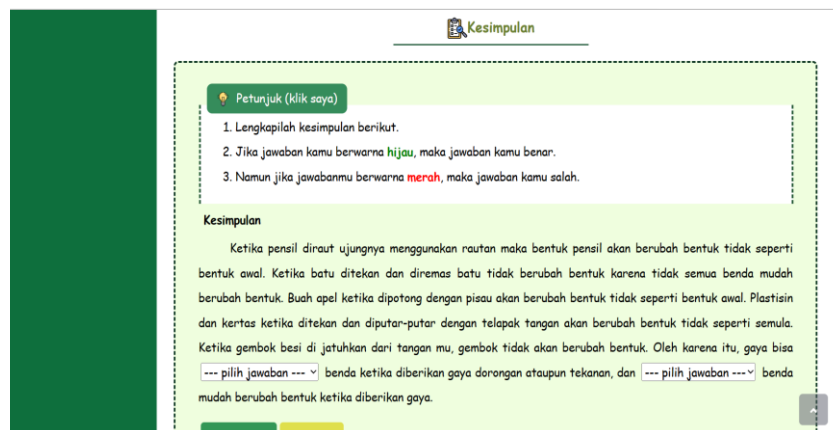 Kesimpulan
Petunjuk (klik saya)
1. Lengkapilah kesimpulan berikut.
2. Jika jawaban kamu berwarna hijau, maka jawaban kamu benar.
3. Namun jika jawabanmu berwarna merah, maka jawaban kamu salah.
Kesimpulan
Ketika pensil diraut ujungnya menggunakan rautan maka bentuk pensil akan berubah bentuk tidak seperti
bentuk awal. Ketika batu ditekan dan diremas batu tidak berubah bentuk karena tidak semua benda mudah
berubah bentuk. Buah apel ketika dipotong dengan pisau akan berubah bentuk tidak seperti bentuk awal. Plastisin
dan kertas ketika ditekan dan diputar-putar dengan telapak tangan akan berubah bentuk tidak seperti semula.
Ketika gembok besi di jatuhkan dari tangan mu, gembok tidak akan berubah bentuk. Oleh karena itu, gaya bisa
--- pilih jawaban --- benda ketika diberikan gaya dorongan ataupun tekanan, dan --- pilih jawaban --- benda
mudah berubah bentuk ketika diberikan gaya.